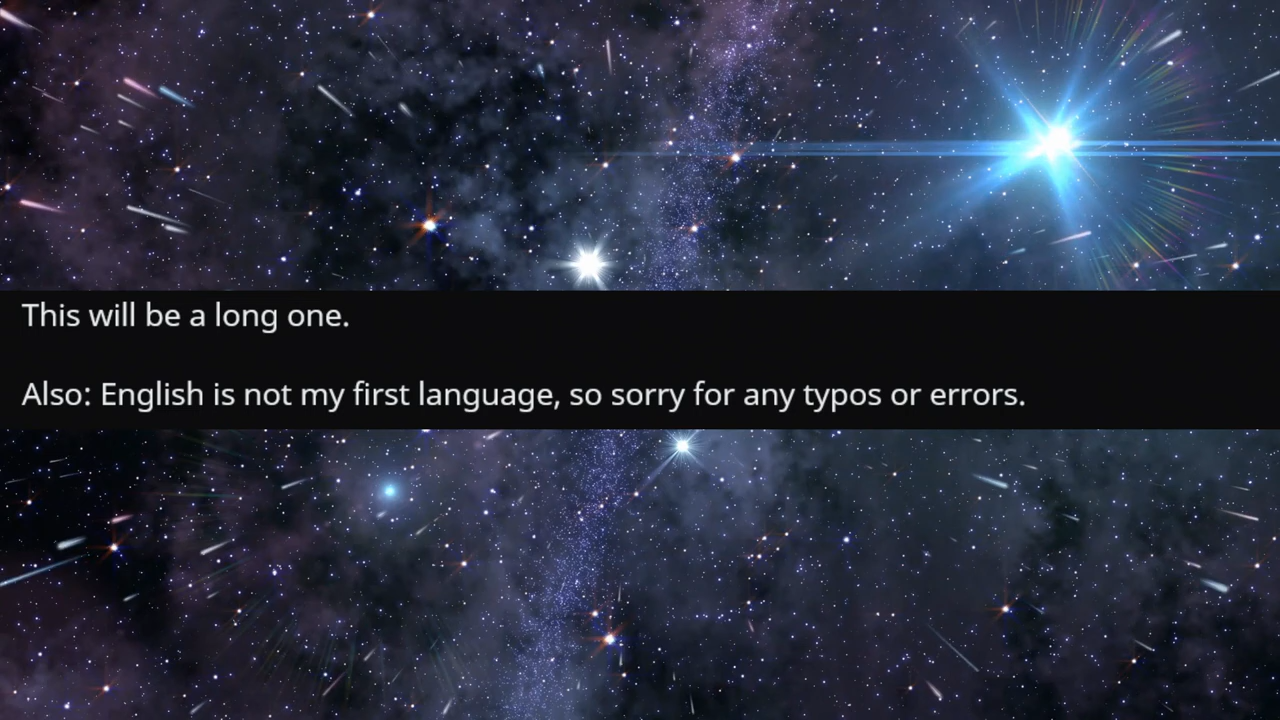 This will be a long one.
Also: English is not my first language, so sorry for any typos or errors.